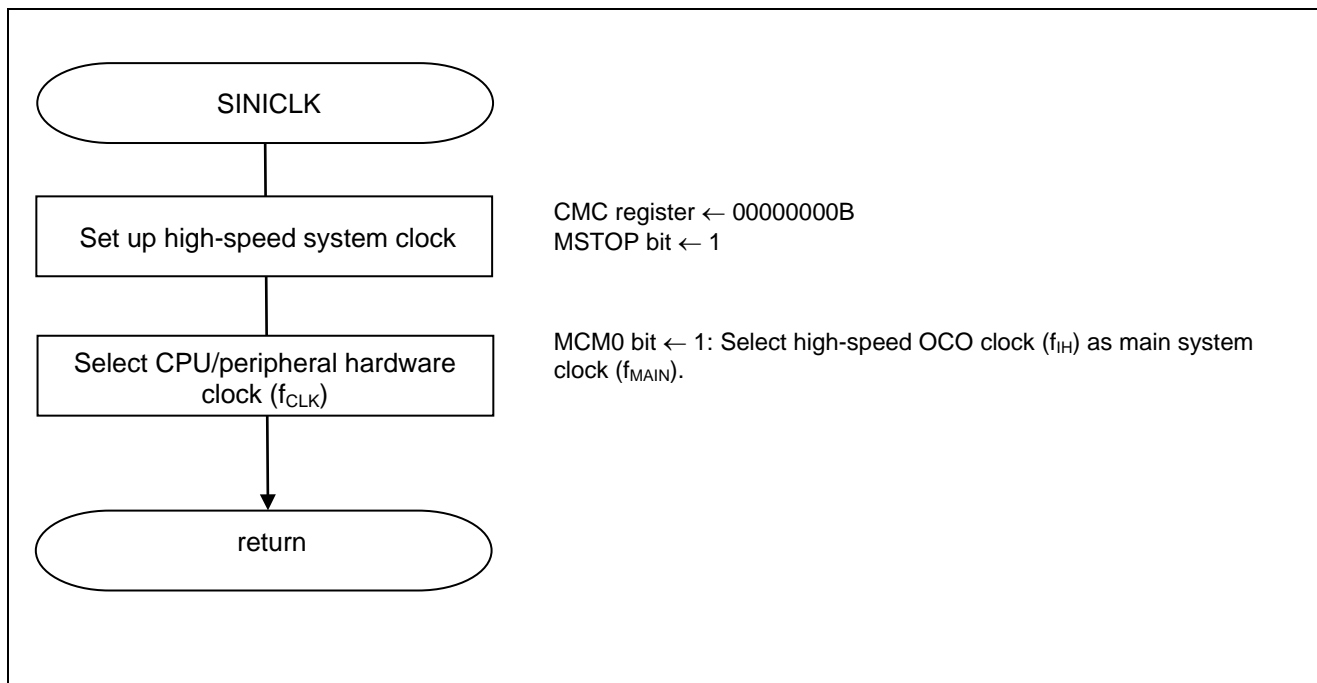 SINICLK
Set up high-speed system clock
CMC register ← 00000000B
MSTOP bit ← 1
Select CPU/peripheral hardware
clock (fCLK)
MCM0 bit ← 1: Select high-speed OCO clock (fIH) as main system
clock (fMAIN).
return